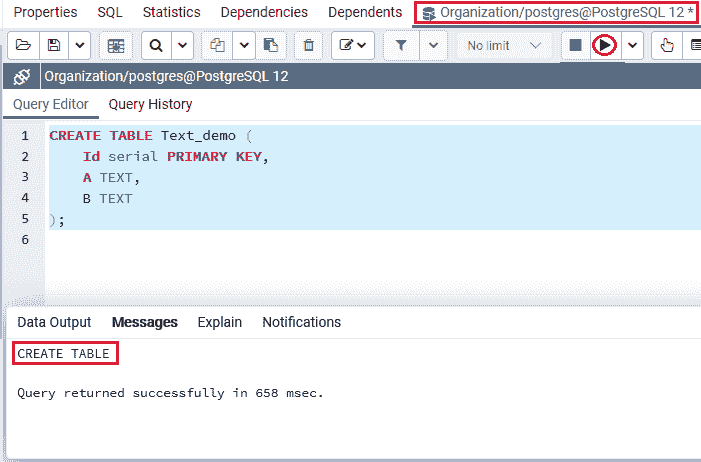 Properties SQL Statistics Dependencies Dependents Organization/postgres@PostgreSQL 12 *
No limit
Organization/postgres@PostgreSQL 12
Query Editor Query History
1 CREATE TABLE Text_demo (
2 Id serial PRIMARY KEY,
3 A TEXT,
4 B TEXT
5 );
6
Data Output Messages Explain Notifications
CREATE TABLE
Query returned successfully in 658 msec.